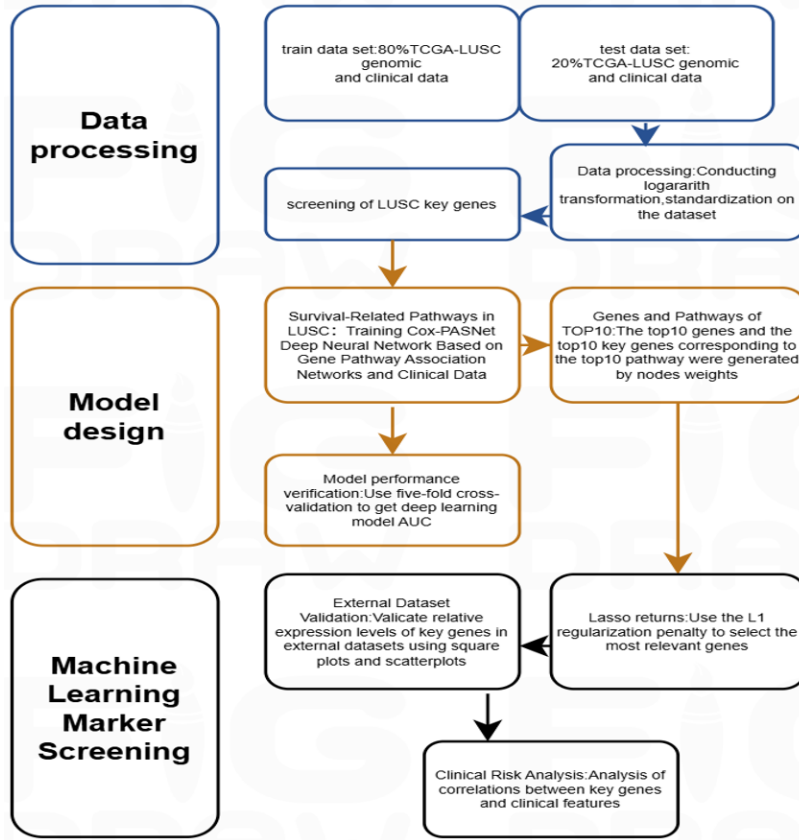 Data
processing
train data set:80%TCGA-LUSC
genomic
and clinical data
test data set:
20%TCGA-LUSC genomic
and clinical data
Data processing:Conducting
logararith
transformation,standardization on
the dataset
screening of LUSC key genes
Model
design
Survival-Related Pathways in
LUSC：Training Cox-PASNet
Deep Neural Network Based on
Gene Pathway Association
Networks and Clinical Data
Genes and Pathways of
TOP10:The top10 genes and the
top10 key genes corresponding to
the top10 pathway were generated
by nodes weights
Model performance
verification:Use five-fold cross-
validation to get deep learning
model AUC
Machine
Learning
Marker
Screening
External Dataset
Validation:Valicate relative
expression levels of key genes in
external datasets using square
plots and scatterplots
Lasso returns:Use the L1
regularization penalty to select the
most relevant genes
Clinical Risk Analysis:Analysis of
correlations between key genes
and clinical features